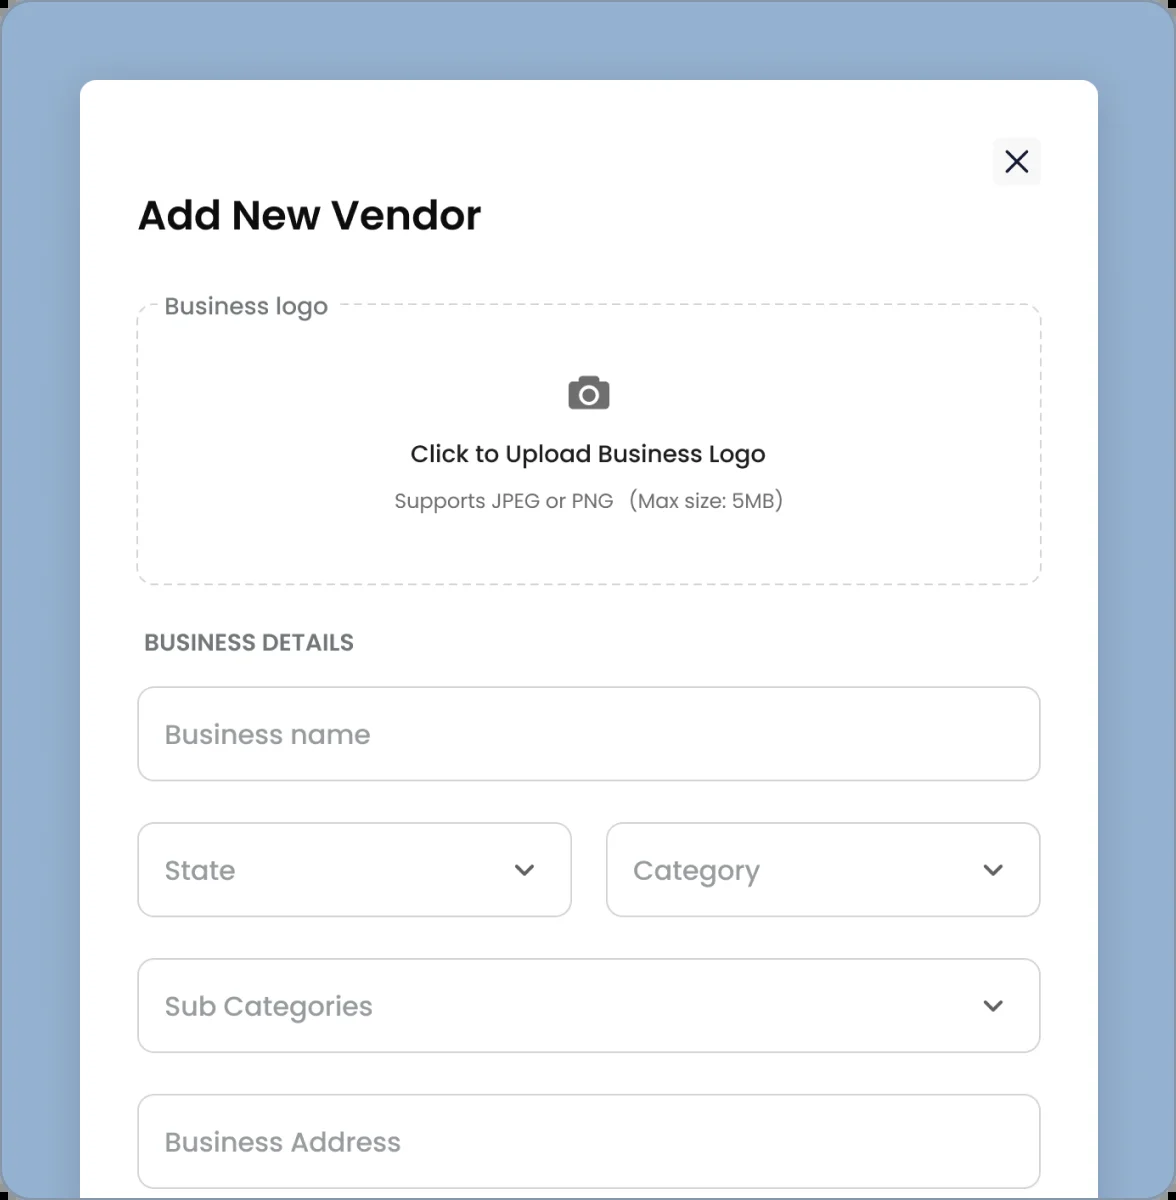 Add New Vendor
Business logo
Click to Upload Business Logo
Supports JPEG or PNG (Max size: 5MB)
BUSINESS DETAILS
Business name
State
Category
Sub Categories
Business Address